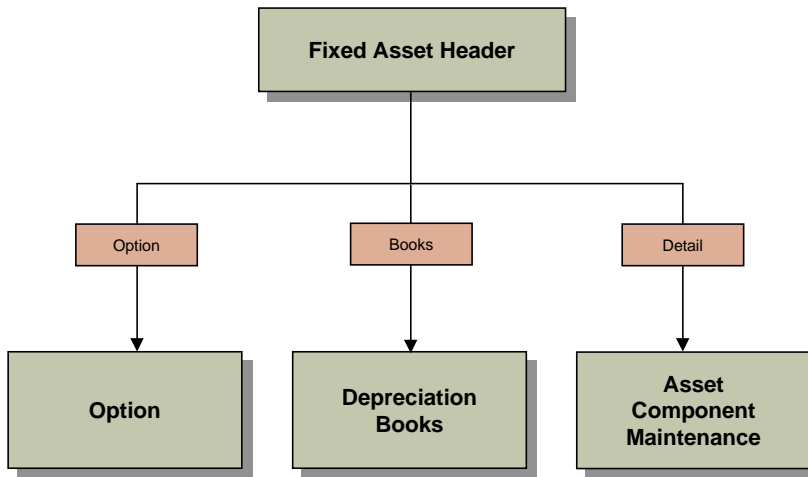 Fixed Asset Header
Option
Books
Detail
Option
Depreciation
Books
Asset
Component
Maintenance